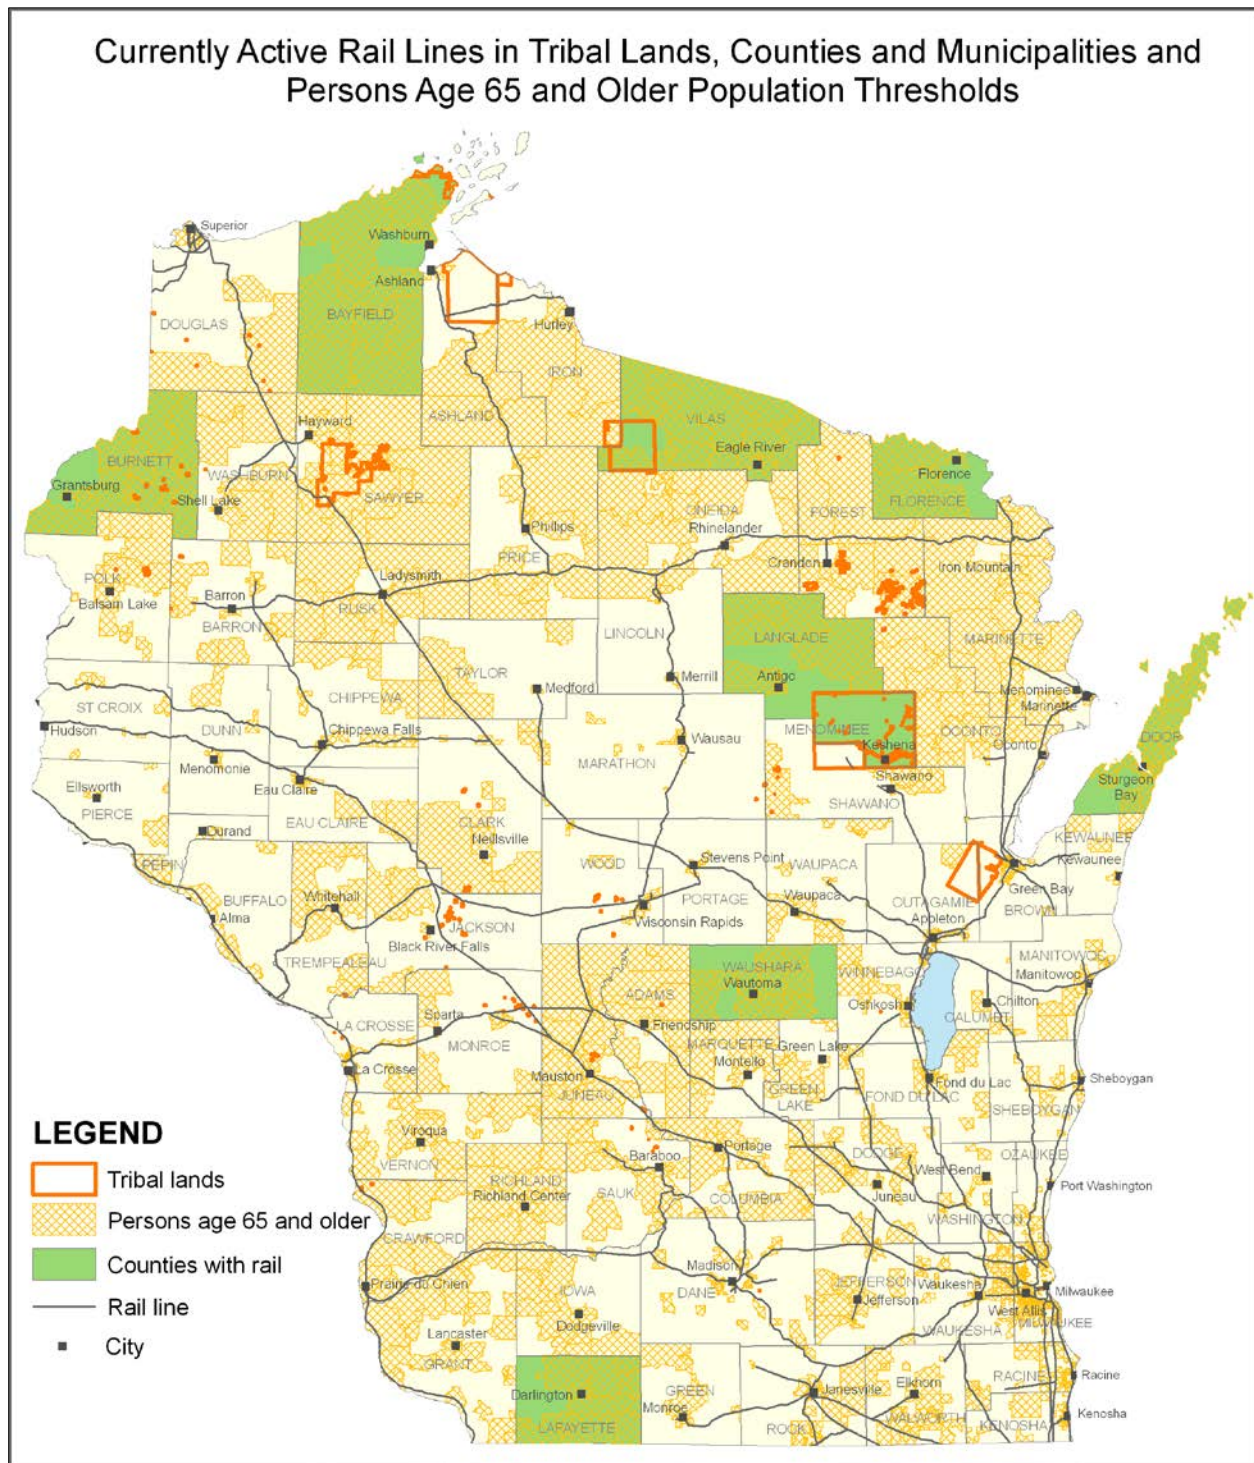 Currently Active Rail Lines in Tribal Lands, Counties and Municipalities and
Persons Age 65 and Older Population Thresholds
Superior
Washburn
Ashland
BAYFIELD
DOUGLAS
Hurley
IRON
ASHLAND
VILAS
Hayward
Eagle River
BURNETT
WASHBURN
Florence
Grantsburg
Shell Lake
SAWYER
FLORENCE
ONEIDA
FOREST
Phillips
Rhinelander
PRICE
Crandon
Iron Mountain
POLK
Ladysmith
Balsam Lake
Barron
RUSK
BARRON
LINCOLN
LANGLADE
MARINETTE
TAYLOR
Merrill
Antigo
CHIPPEWA
Medford
Menominee
Marinette
ST CROIX
DUNN
Chippewa Falls
MENOMINEE
OCONTO
DOOR
Hudson
Wausau
Keshena
Oconto
Menomonie
MARATHON
Shawano
Sturgeon
Bay
Ellsworth
Eau Claire
SHAWANO
PIERCE
EAU CLAIRE
CLARK
Durand
Neillsville
KEWAUNEE
PEPIN
WOOD
Stevens Point
WAUPACA
Kewaunee
BUFFALO
Whitehall
Waupaca
Green Bay
PORTAGE
OUTAGAMIE
BROWN
Alma
Wisconsin Rapids
Appleton
JACKSON
Black River Falls
TREMPEALEAU
WAUSHARA
WINNEBAGO
MANITOWOC
Wautoma
Manitowoc
ADAMS
Oshkosh
Chilton
LA CROSSE
Sparta
Friendship
CALUMET
MONROE
MARQUETTE
Green Lake
Montello
La Crosse
Mauston
Fond du Lac
Sheboygan
JUNEAU
GREEN
LAKE
FOND DU LAC
SHEBOYGAN
LEGEND
Viroqua
Portage
DODGE
OZAUKEE
VERNON
Baraboo
West Bend
Tribal lands
RICHLAND
Richland Center
SAUK
COLUMBIA
Juneau
Port Washington
Persons age 65 and older
WASHINGTON
CRAWFORD
Counties with rail
Madison
JEFFERSON
Waukesha
Prairie du Chien
IOWA
DANE
Jefferson
Milwaukee
Rail line
Dodgeville
West Allis
MILWAUKEE
City
Lancaster
WAUKESHA
GRANT
Darlington
GREEN
Janesville
Elkhorn
RACINE
Racine
Monroe
LAFAYETTE
ROCK
WALWORTH
KENOSHA
Kenosha